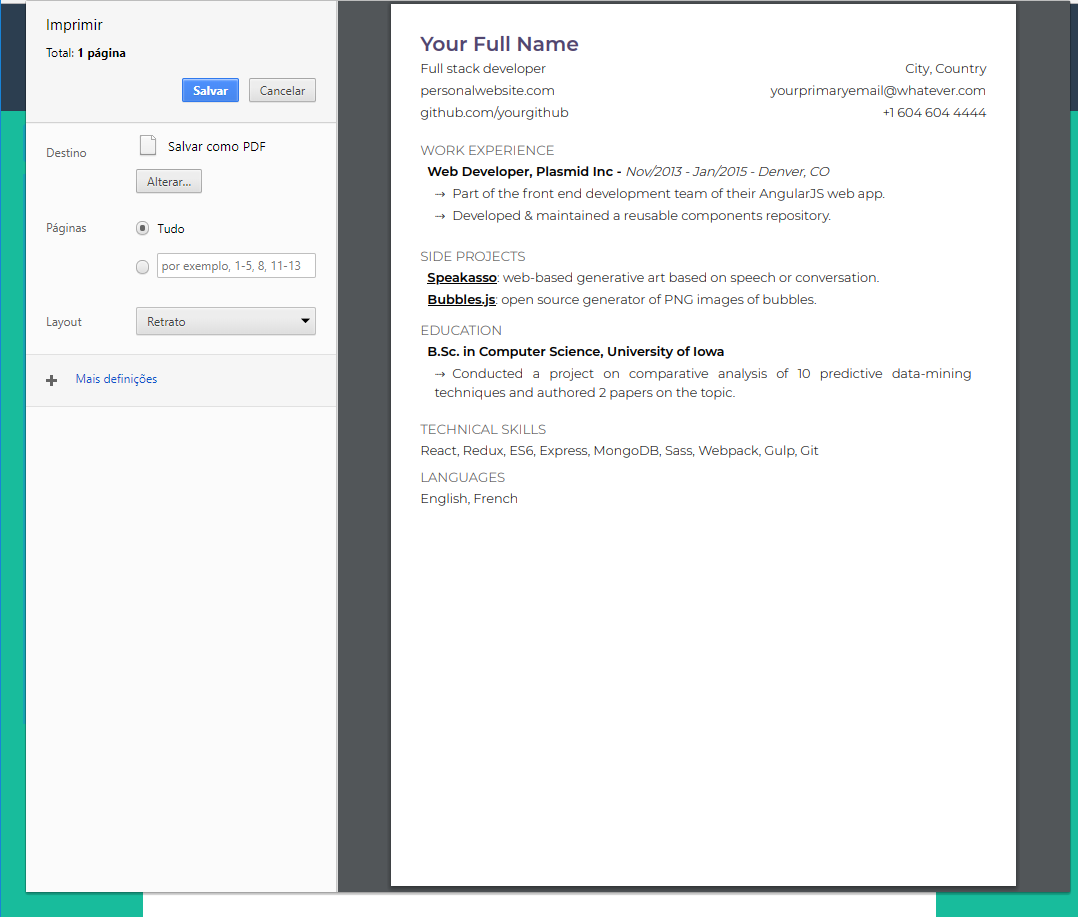 Imprimir
Total: 1 página
Salvar
Cancelar
Destino
Salvar como PDF
Alterar...
Páginas
Tudo
por exemplo, 1-5, 8, 11-13
Layout
Retrato
Mais definições
Your Full Name
Full stack developer
City, Country
personalwebsite.com
yourprimaryemail@whatever.com
github.com/yourgithub
+1 604 604 4444
WORK EXPERIENCE
Web Developer, Plasmid Inc - Nov/2013 - Jan/2015 - Denver, CO
→ Part of the front end development team of their AngularJS web app.
→ Developed & maintained a reusable components repository.
SIDE PROJECTS
Speakasso: web-based generative art based on speech or conversation.
Bubbles.js: open source generator of PNG images of bubbles.
EDUCATION
B.Sc. in Computer Science, University of Iowa
→ Conducted a project on comparative analysis of 10 predictive data-mining
techniques and authored 2 papers on the topic.
TECHNICAL SKILLS
React, Redux, ES6, Express, MongoDB, Sass, Webpack, Gulp, Git
LANGUAGES
English, French